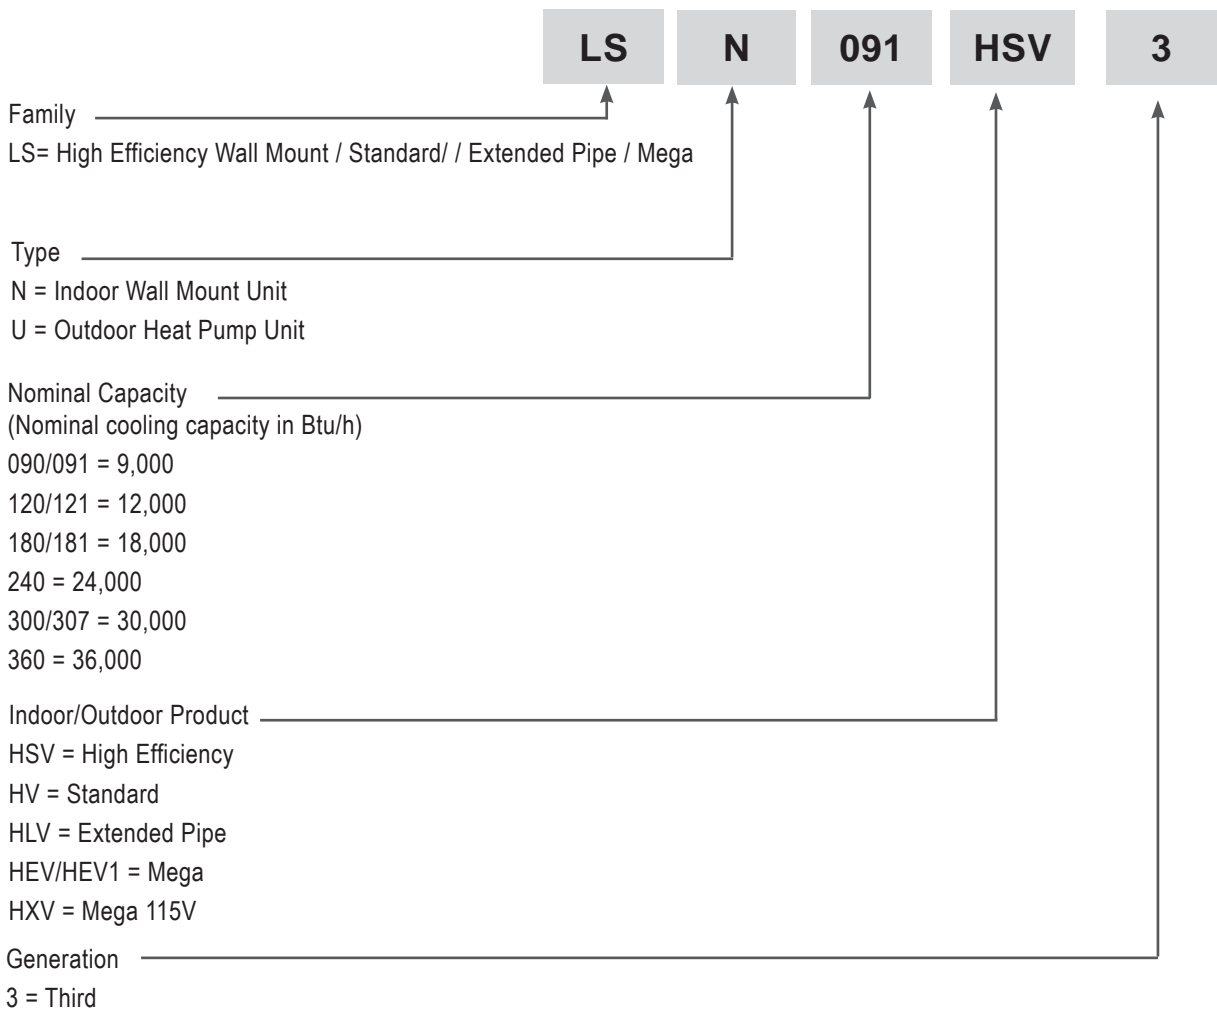 LS N 091 HSV 3
Family
LS= High Efficiency Wall Mount / Standard/ / Extended Pipe / Mega
Type
N = Indoor Wall Mount Unit
U = Outdoor Heat Pump Unit
Nominal Capacity
(Nominal cooling capacity in Btu/h)
090/091 = 9,000
120/121 = 12,000
180/181 = 18,000
240 = 24,000
300/307 = 30,000
360 = 36,000
Indoor/Outdoor Product
HSV = High Efficiency
HV = Standard
HLV = Extended Pipe
HEV/HEV1 = Mega
HXV = Mega 115V
Generation
3 = Third